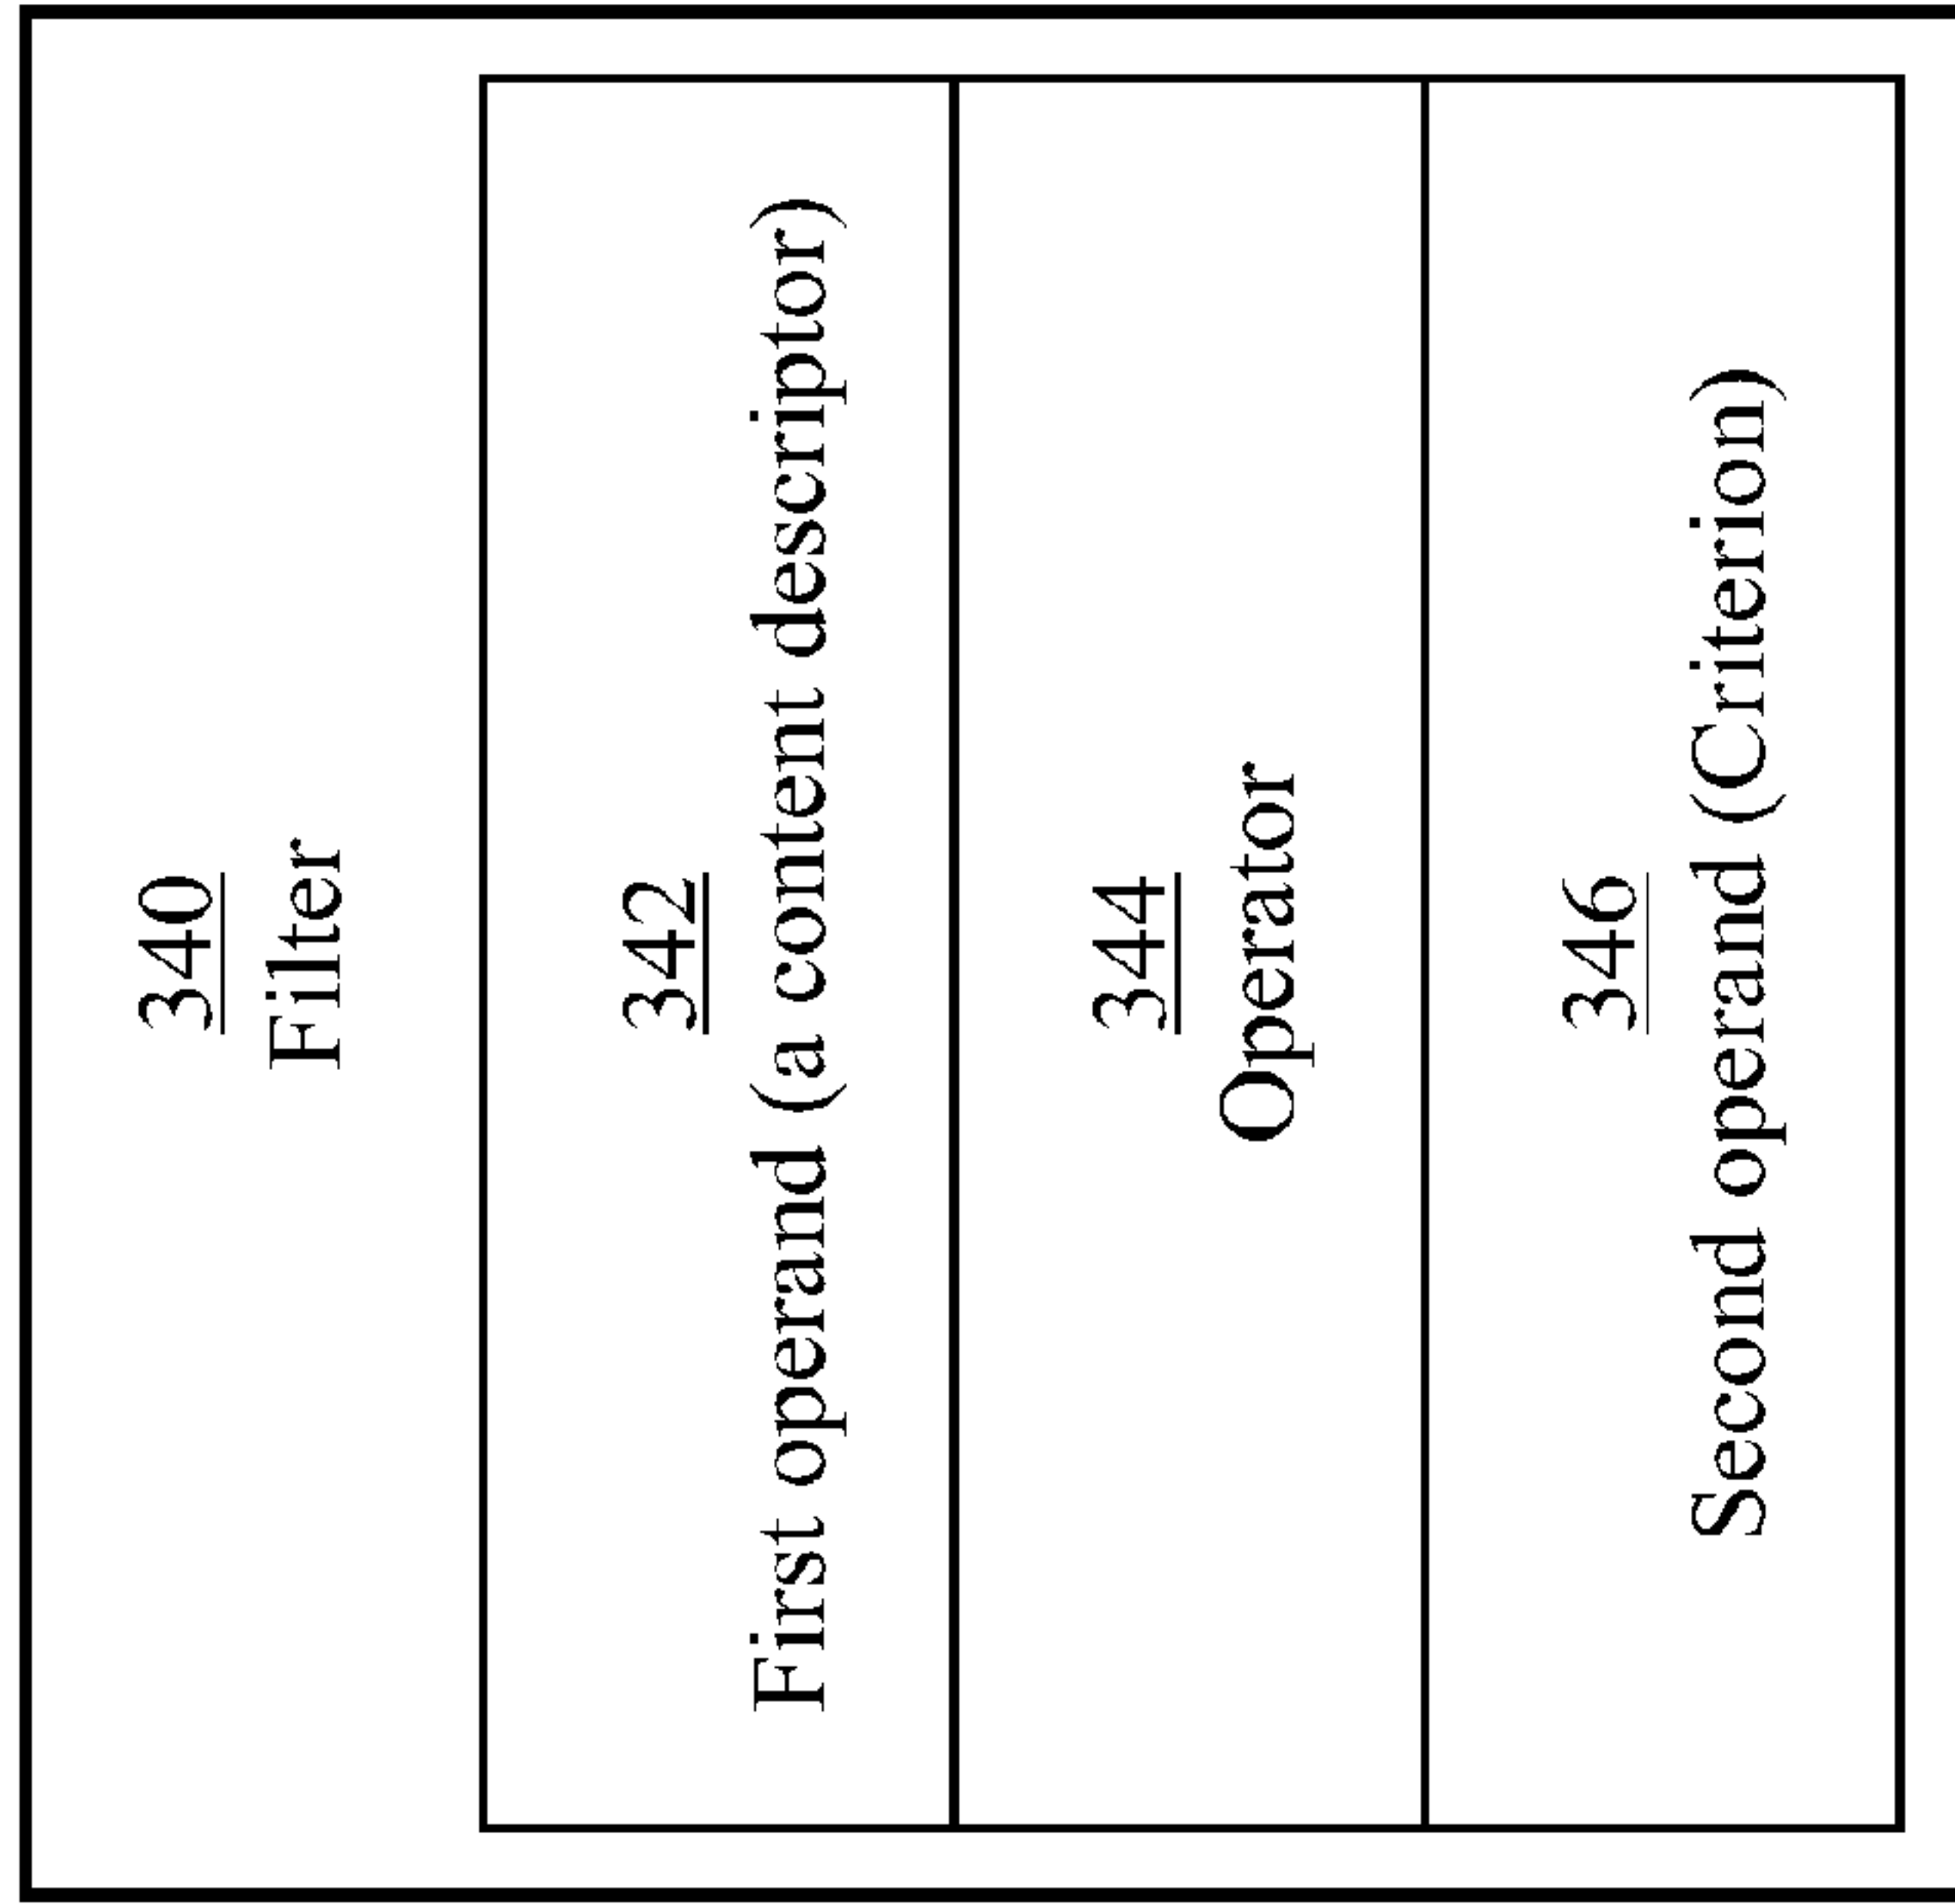 340
Filter
342
First operand (a content descriptor)
344
Operator
346
Second operand (Criterion)